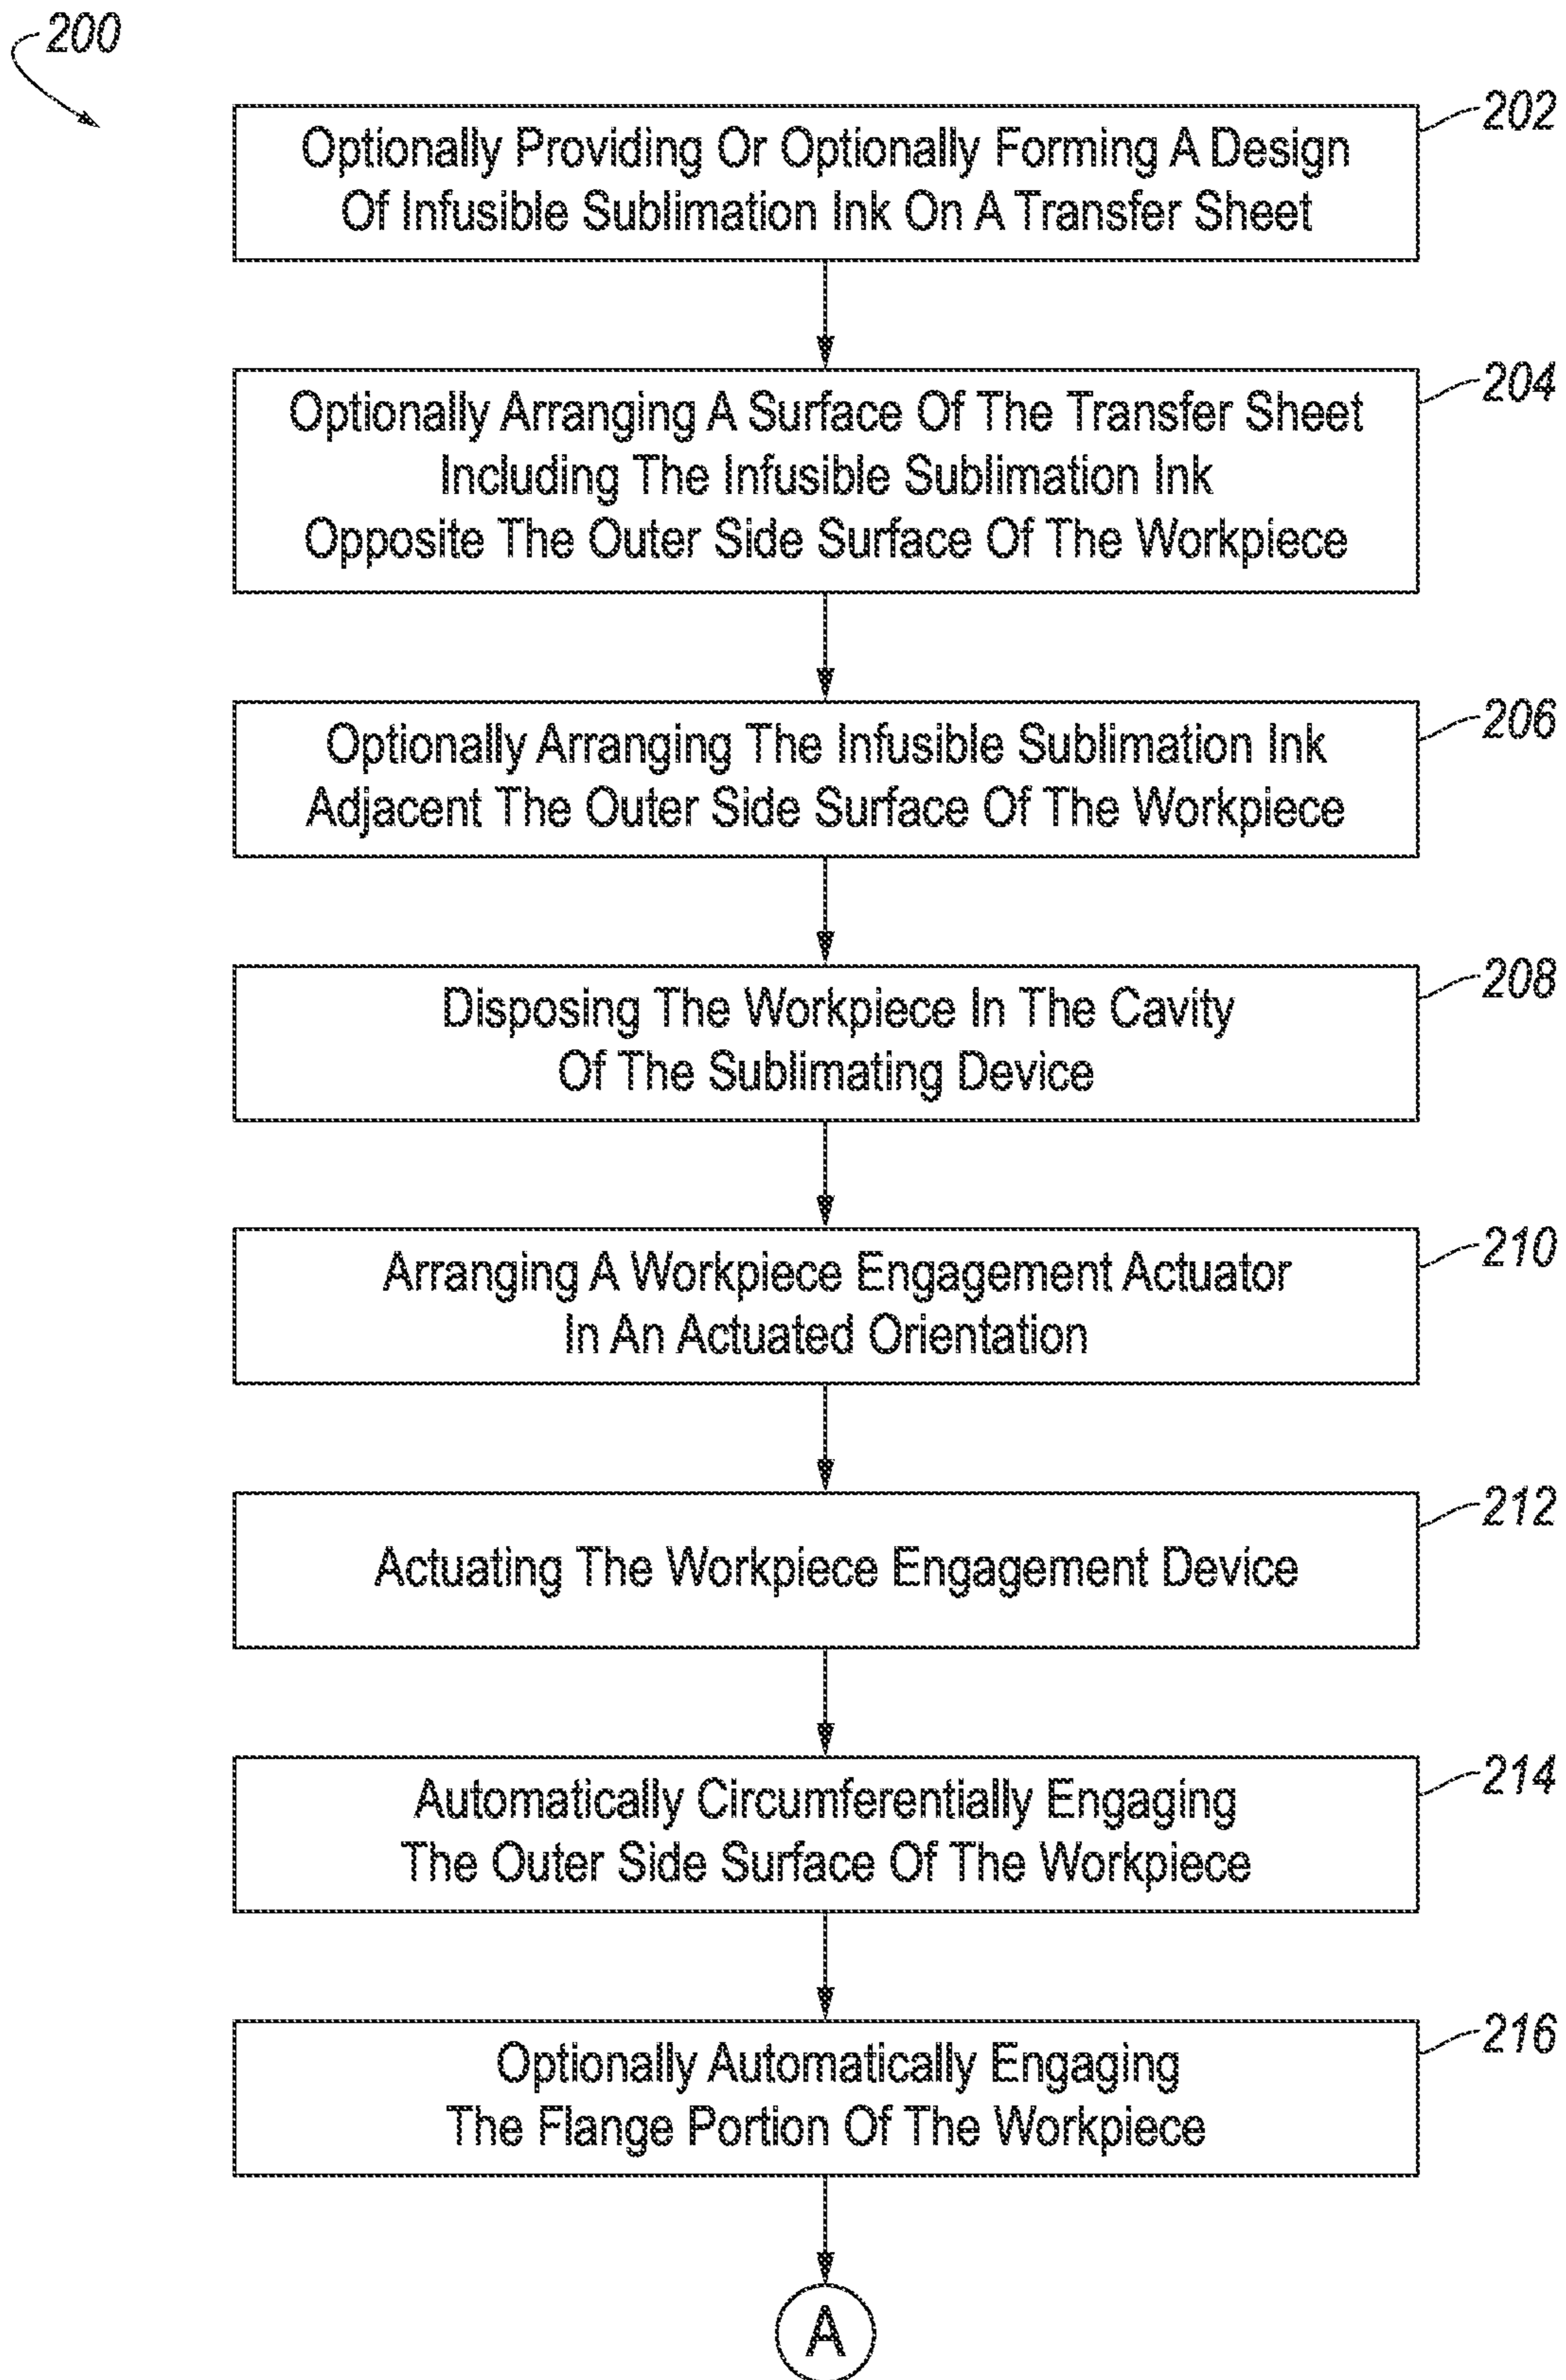 200
202
Optionally Providing Or Optionally Forming A Design
Of Infusible Sublimation Ink On A Transfer Sheet
204
Optionally Arranging A Surface Of The Transfer Sheet
Including The Infusible Sublimation Ink
Opposite The Outer Side Surface Of The Workpiece
206
Optionally Arranging The Infusible Sublimation Ink
Adjacent The Outer Side Surface Of The Workpiece
208
Disposing The Workpiece In The Cavity
Of The Sublimating Device
210
Arranging A Workpiece Engagement Actuator
In An Actuated Orientation
212
Actuating The Workpiece Engagement Device
214
Automatically Circumferentially Engaging
The Outer Side Surface Of The Workpiece
216
Optionally Automatically Engaging
The Flange Portion Of The Workpiece
A